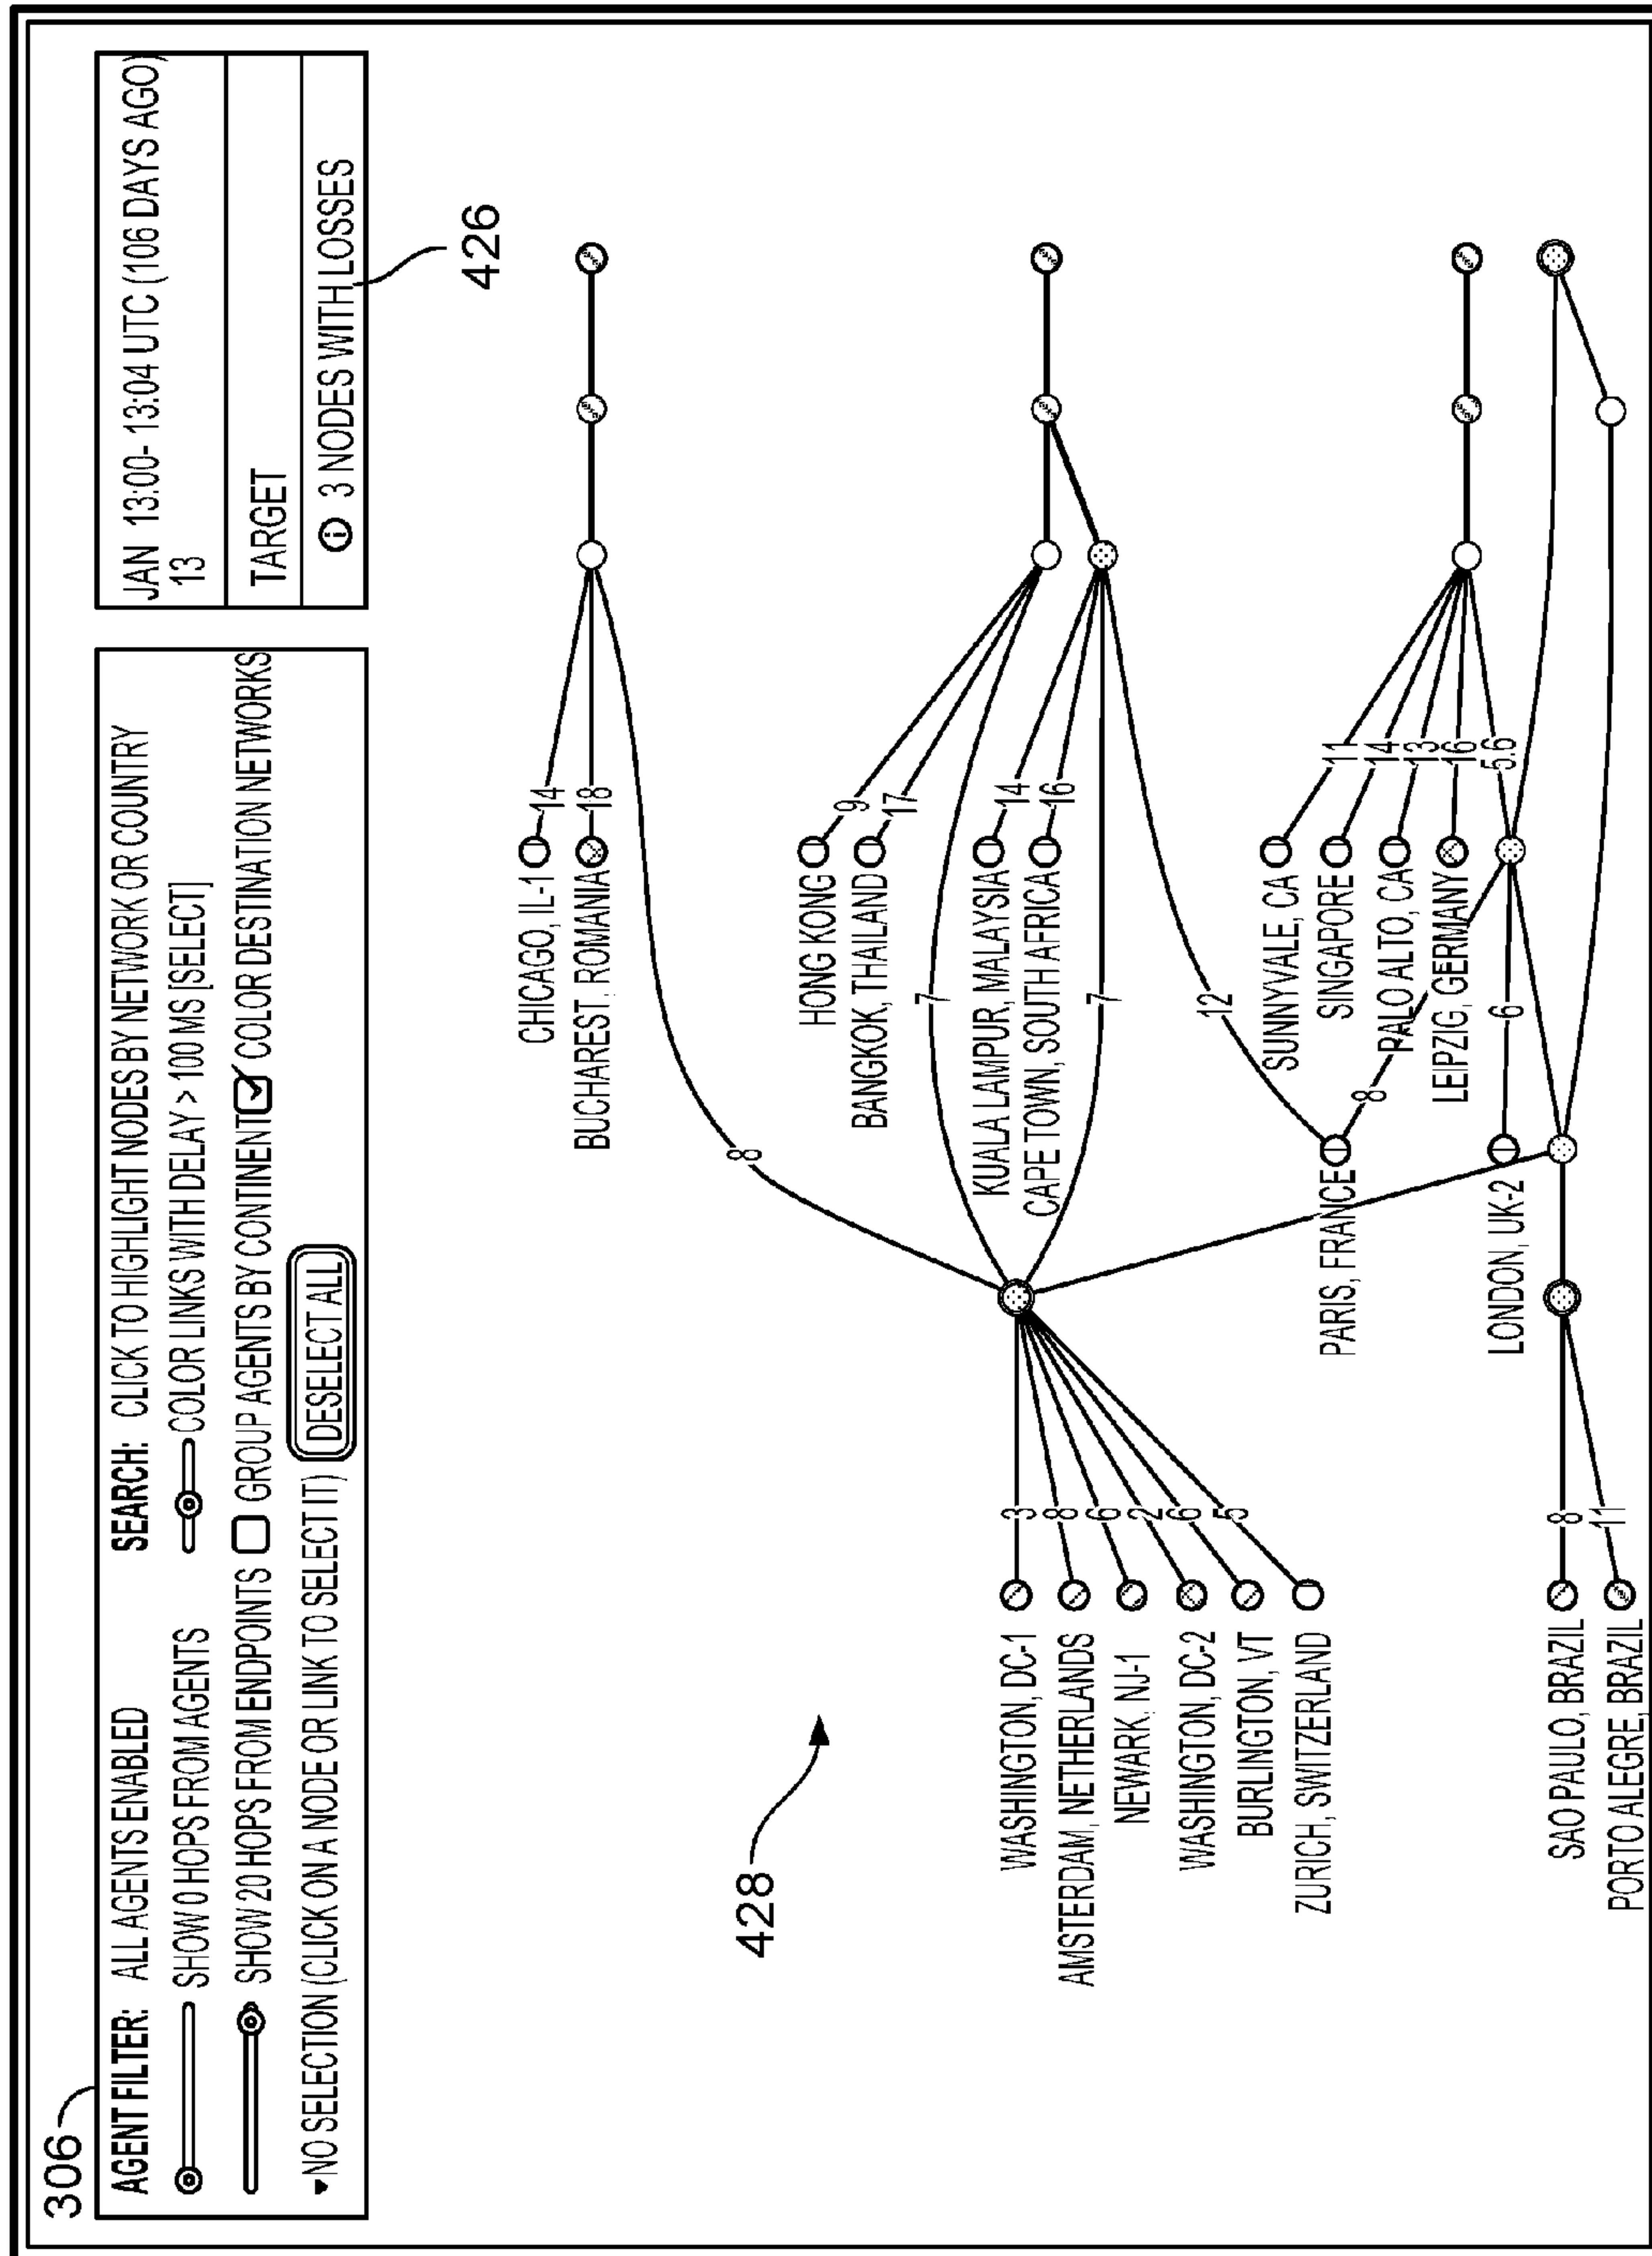 306
AGENT FILTER: ALL AGENTS ENABLED
SEARCH: CLICK TO HIGHLIGHT NODES BY NETWORK OR COUNTRY
SHOW 0 HOPS FROM AGENTS
COLOR LINKS WITH DELAY > 100 MS [SELECT]
SHOW 20 HOPS FROM ENDPOINTS
GROUP AGENTS BY CONTINENT
COLOR DESTINATION NETWORKS
NO SELECTION (CLICK ON A NODE OR LINK TO SELECT IT)
DESELECT ALL
JAN 13:00- 13:04 UTC (106 DAYS AGO)
13
TARGET
i 3 NODES WITH LOSSES
426
428
CHICAGO, IL-1
14
BUCHAREST, ROMANIA
18
8
HONG KONG
9
BANGKOK, THAILAND
17
7
KUALA LAMPUR, MALAYSIA
14
CAPE TOWN, SOUTH AFRICA
16
7
12
WASHINGTON, DC-1
3
AMSTERDAM, NETHERLANDS
8
NEWARK, NJ-1
6
WASHINGTON, DC-2
2
BURLINGTON, VT
6
ZURICH, SWITZERLAND
5
SUNNYVALE, CA
11
SINGAPORE
14
PALO ALTO, CA
13
LEIPZIG, GERMANY
16
5.6
PARIS, FRANCE
8
LONDON, UK-2
6
SAO PAULO, BRAZIL
8
PORTO ALEGRE, BRAZIL
11